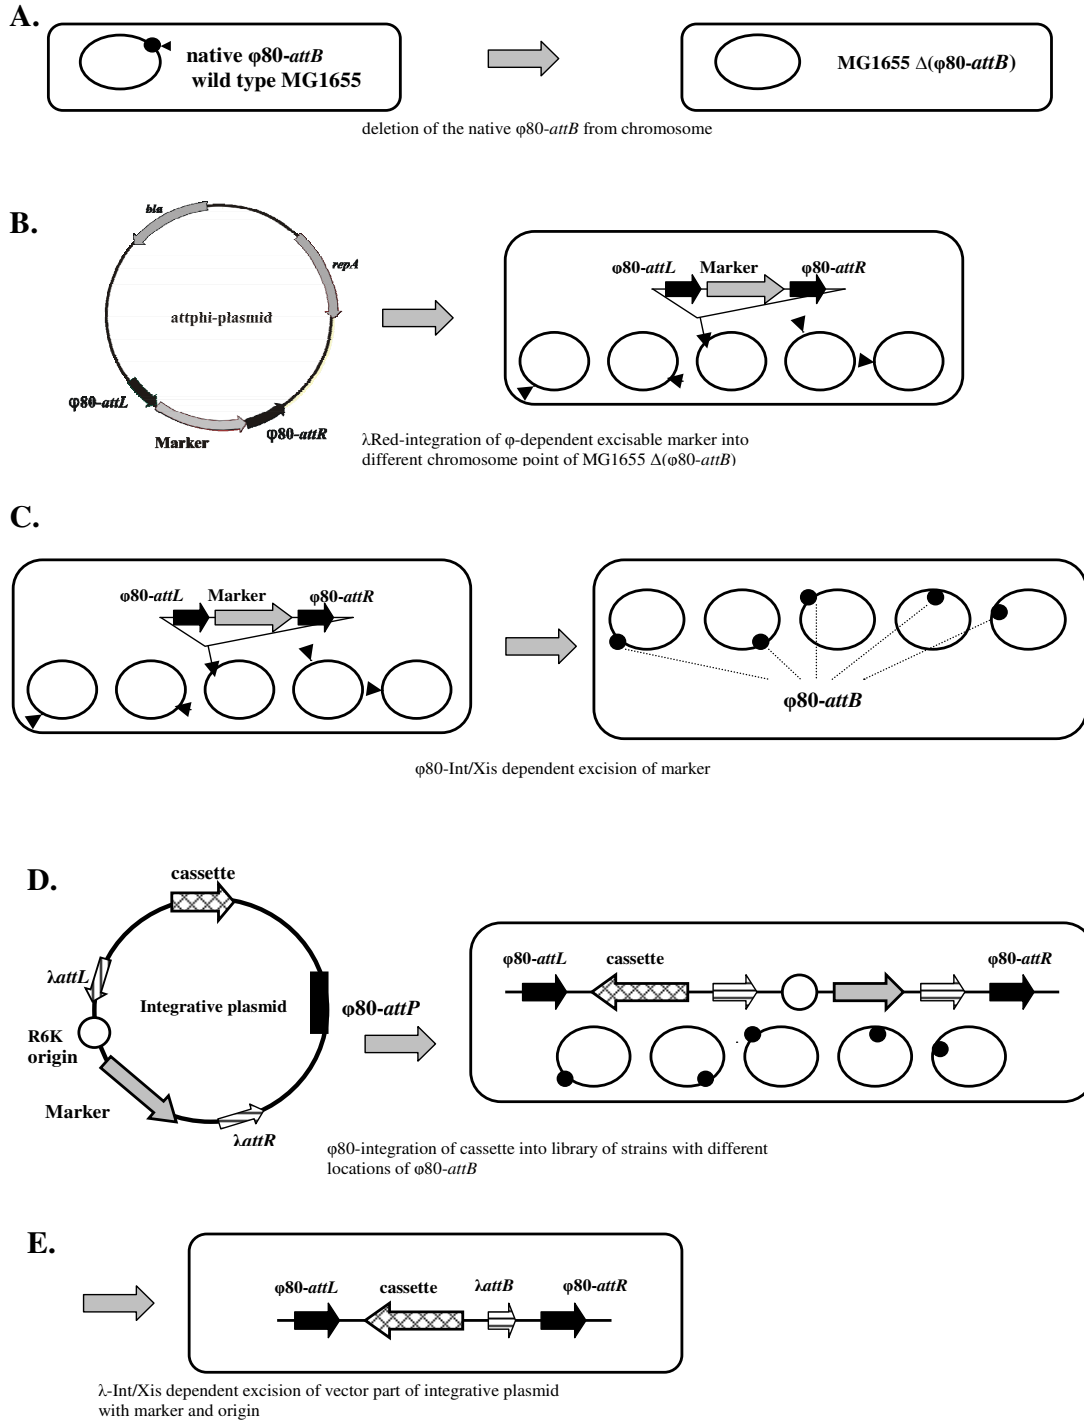 A.
native φ80-attB
wild type MG1655
MG1655 Δ(φ80-attB)
deletion of the native φ80-attB from chromosome
B.
bla
repA
attphi-plasmid
φ80-attL
Marker
φ80-attR
φ80-attL Marker φ80-attR
λRed-integration of φ-dependent excisable marker into
different chromosome point of MG1655 Δ(φ80-attB)
C.
φ80-attL Marker φ80-attR
φ80-attB
φ80-Int/Xis dependent excision of marker
D.
cassette
λattL
Integrative plasmid
φ80-attP
R6K
origin
Marker
λattR
φ80-attL cassette φ80-attR
φ80-integration of cassette into library of strains with different
locations of φ80-attB
E.
φ80-attL cassette λattB φ80-attR
λ-Int/Xis dependent excision of vector part of integrative plasmid
with marker and origin